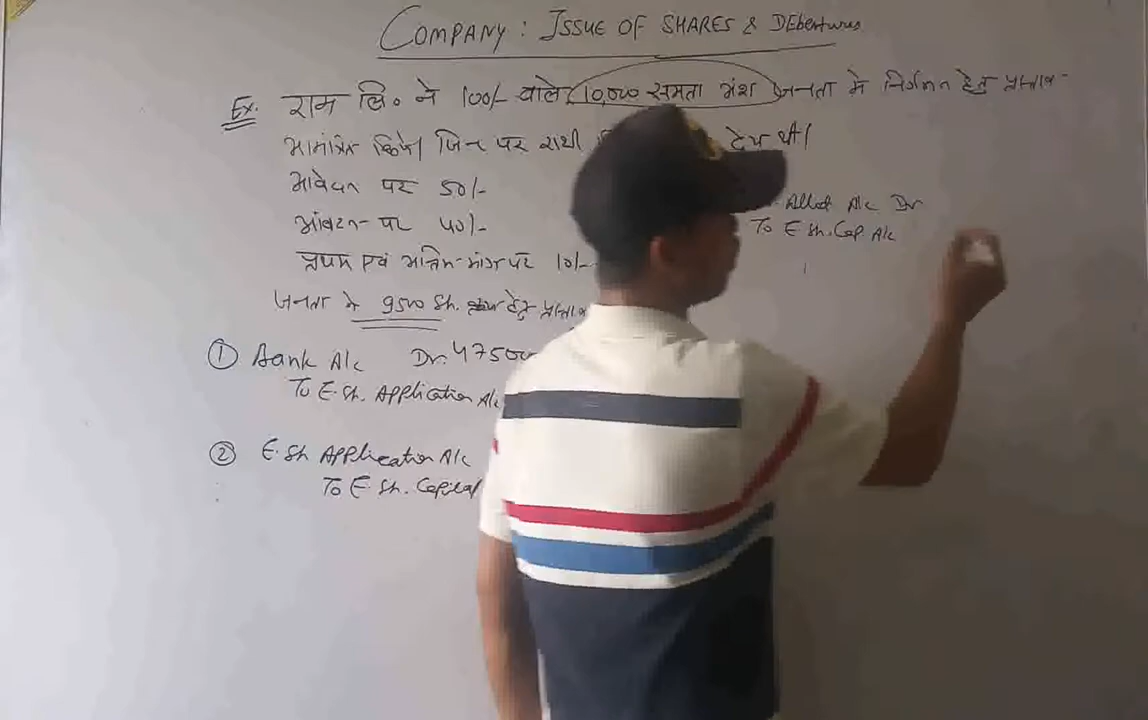 COMPANY : ISSUE OF SHARES & DEbentures
Ex. राम लि० ने 100/- वाले 10,000 समता अंश जनता में निर्गमन हेतु प्रस्ताव
आमंत्रित किये। जिन पर राशी देय थी।
आवेदन पर 50/-
आंवटन पर 40/-
प्रथम एवं अन्तिम मांग पर 10/-
जनता ने 9500 Sh. हेतु प्रस्ताव
① Bank A/c Dr. 47500
To E. Sh. Application A/c
② E. Sh Application A/c
To E. Sh. Capital
Allot A/c Dr
To E Sh. Cap. A/c